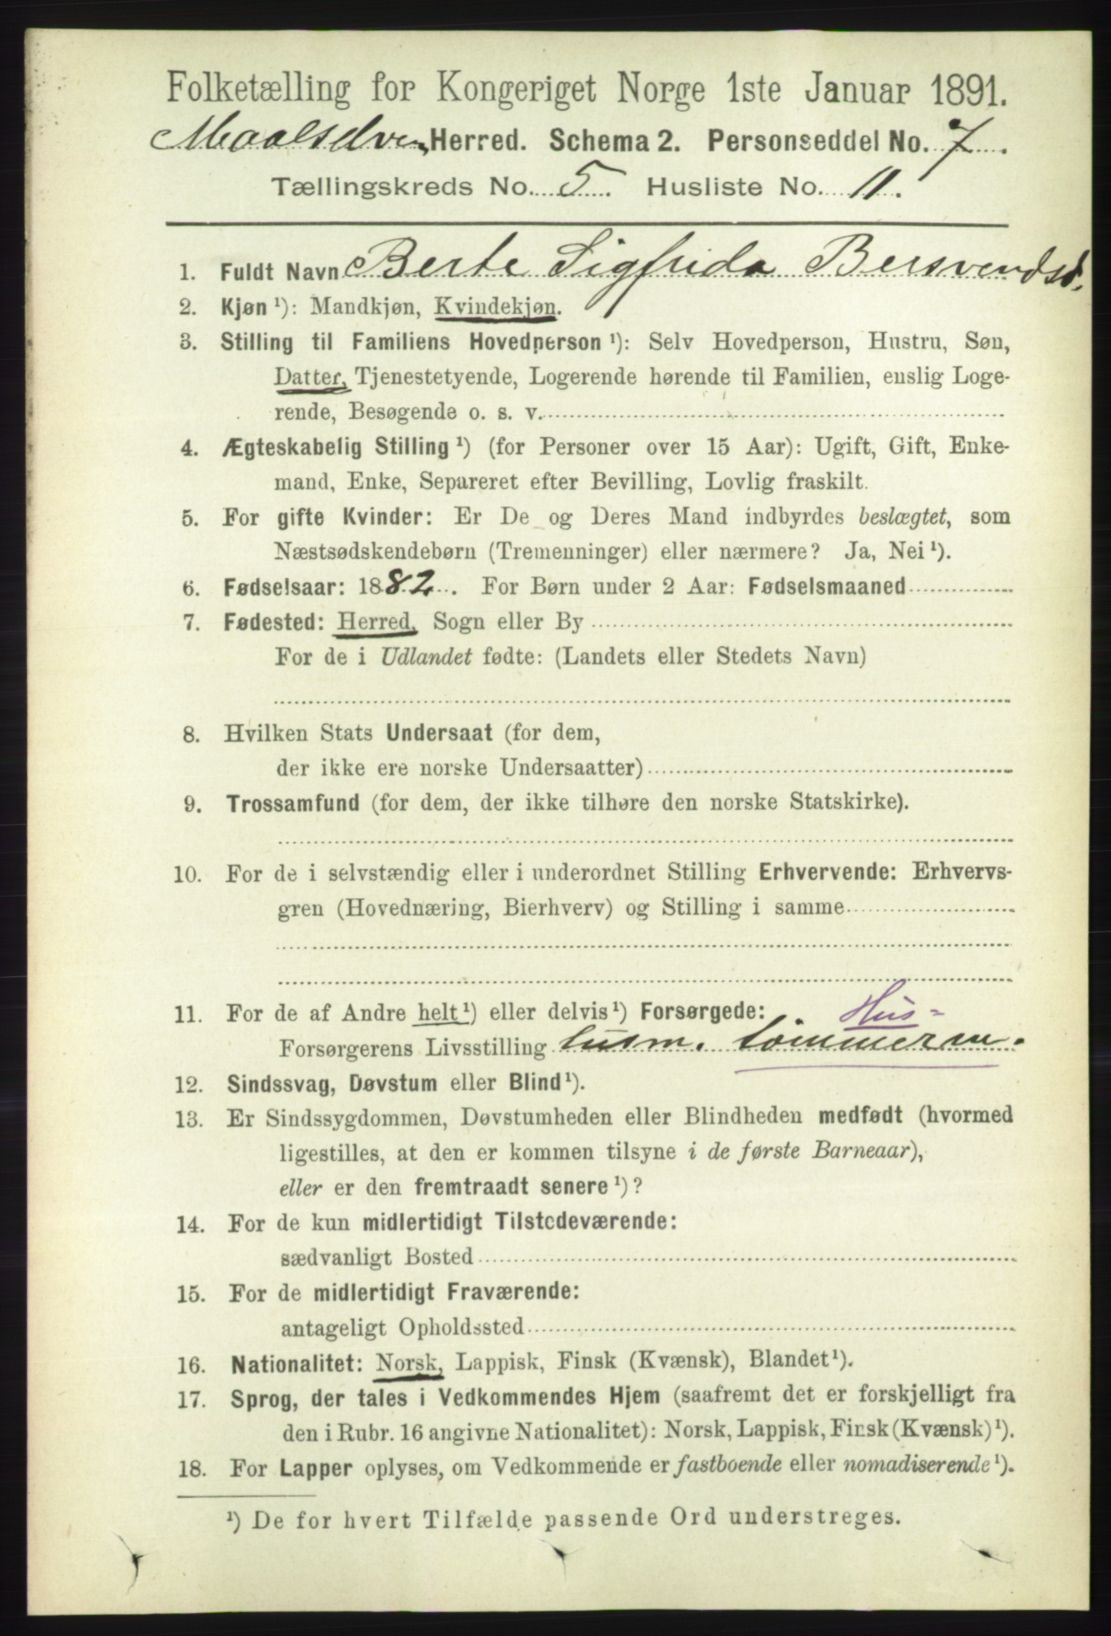 Folketælling for Kongeriget Norge 1ste Januar 1891.
Maalselven Herred. Schema 2. Personseddel No. 7.
Tællingskreds No. 5. Husliste No. 11.
1. Fuldt Navn Berte Sigfrida Bersvendsd.
2. Kjøn ¹): Mandkjøn, Kvindekjøn.
3. Stilling til Familiens Hovedperson ¹): Selv Hovedperson, Hustru, Søn,
Datter, Tjenestetyende, Logerende hørende til Familien, enslig Loge-
rende, Besøgende o. s. v.
4. Ægteskabelig Stilling ¹) (for Personer over 15 Aar): Ugift, Gift, Enke-
mand, Enke, Separeret efter Bevilling, Lovlig fraskilt.
5. For gifte Kvinder: Er De og Deres Mand indbyrdes beslægtet, som
Næstsødskendebørn (Tremenninger) eller nærmere? Ja, Nei ¹).
6. Fødselsaar: 1882. For Børn under 2 Aar: Fødselsmaaned
7. Fødested: Herred, Sogn eller By
For de i Udlandet fødte: (Landets eller Stedets Navn)
8. Hvilken Stats Undersaat (for dem,
der ikke ere norske Undersaatter)
9. Trossamfund (for dem, der ikke tilhøre den norske Statskirke).
10. For de i selvstændig eller i underordnet Stilling Erhvervende: Erhvervs-
gren (Hovednæring, Bierhverv) og Stilling i samme
11. For de af Andre helt ¹) eller delvis ¹) Forsørgede: Hus-
Forsørgerens Livsstilling husm. tömmerm.
12. Sindssvag, Døvstum eller Blind ¹).
13. Er Sindssygdommen, Døvstumheden eller Blindheden medfødt (hvormed
ligestilles, at den er kommen tilsyne i de første Barneaar),
eller er den fremtraadt senere ¹)?
14. For de kun midlertidigt Tilstedeværende:
sædvanligt Bosted
15. For de midlertidigt Fraværende:
antageligt Opholdssted
16. Nationalitet: Norsk, Lappisk, Finsk (Kvænsk), Blandet ¹).
17. Sprog, der tales i Vedkommendes Hjem (saafremt det er forskjelligt fra
den i Rubr. 16 angivne Nationalitet): Norsk, Lappisk, Finsk (Kvænsk) ¹).
18. For Lapper oplyses, om Vedkommende er fastboende eller nomadiserende ¹).
¹) De for hvert Tilfælde passende Ord understreges.